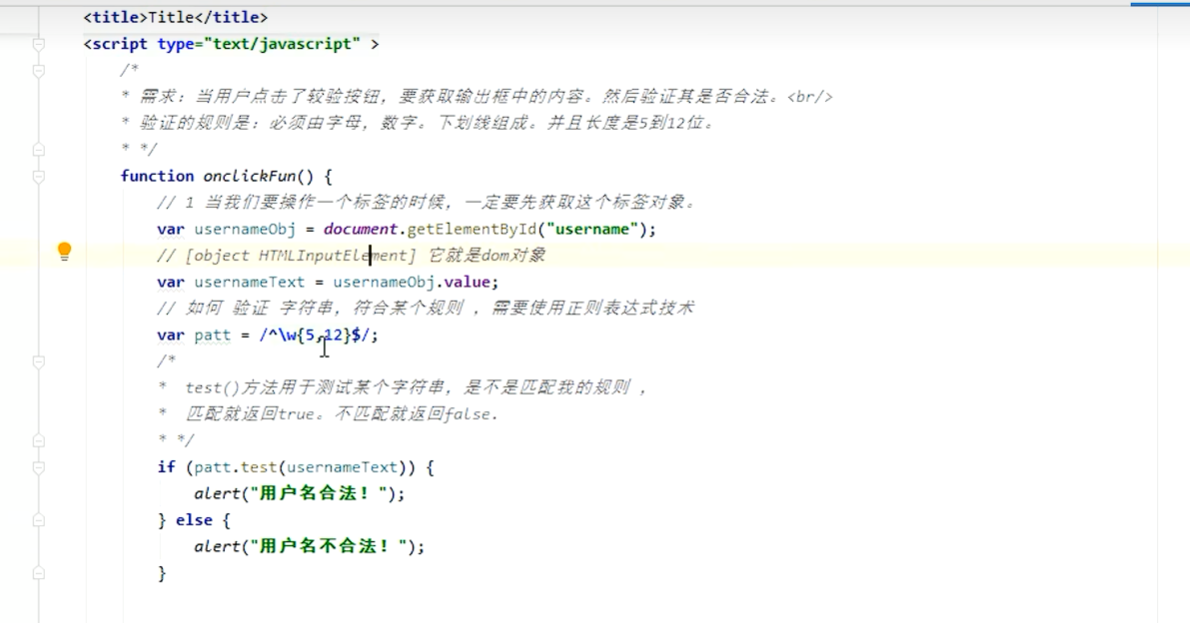 <title>Title</title>
<script type="text/javascript" >
/*
* 需求：当用户点击了较验按钮，要获取输出框中的内容。然后验证其是否合法。<br/>
* 验证的规则是：必须由字母，数字。下划线组成。并且长度是5到12位。
* */
function onclickFun() {
// 1 当我们要操作一个标签的时候，一定要先获取这个标签对象。
var usernameObj = document.getElementById("username");
// [object HTMLInputElement] 它就是dom对象
var usernameText = usernameObj.value;
// 如何 验证 字符串，符合某个规则 ，需要使用正则表达式技术
var patt = /^\w{5,12}$/;
/*
* test()方法用于测试某个字符串，是不是匹配我的规则 ，
* 匹配就返回true。不匹配就返回false.
* */
if (patt.test(usernameText)) {
alert("用户名合法！");
} else {
alert("用户名不合法！");
}